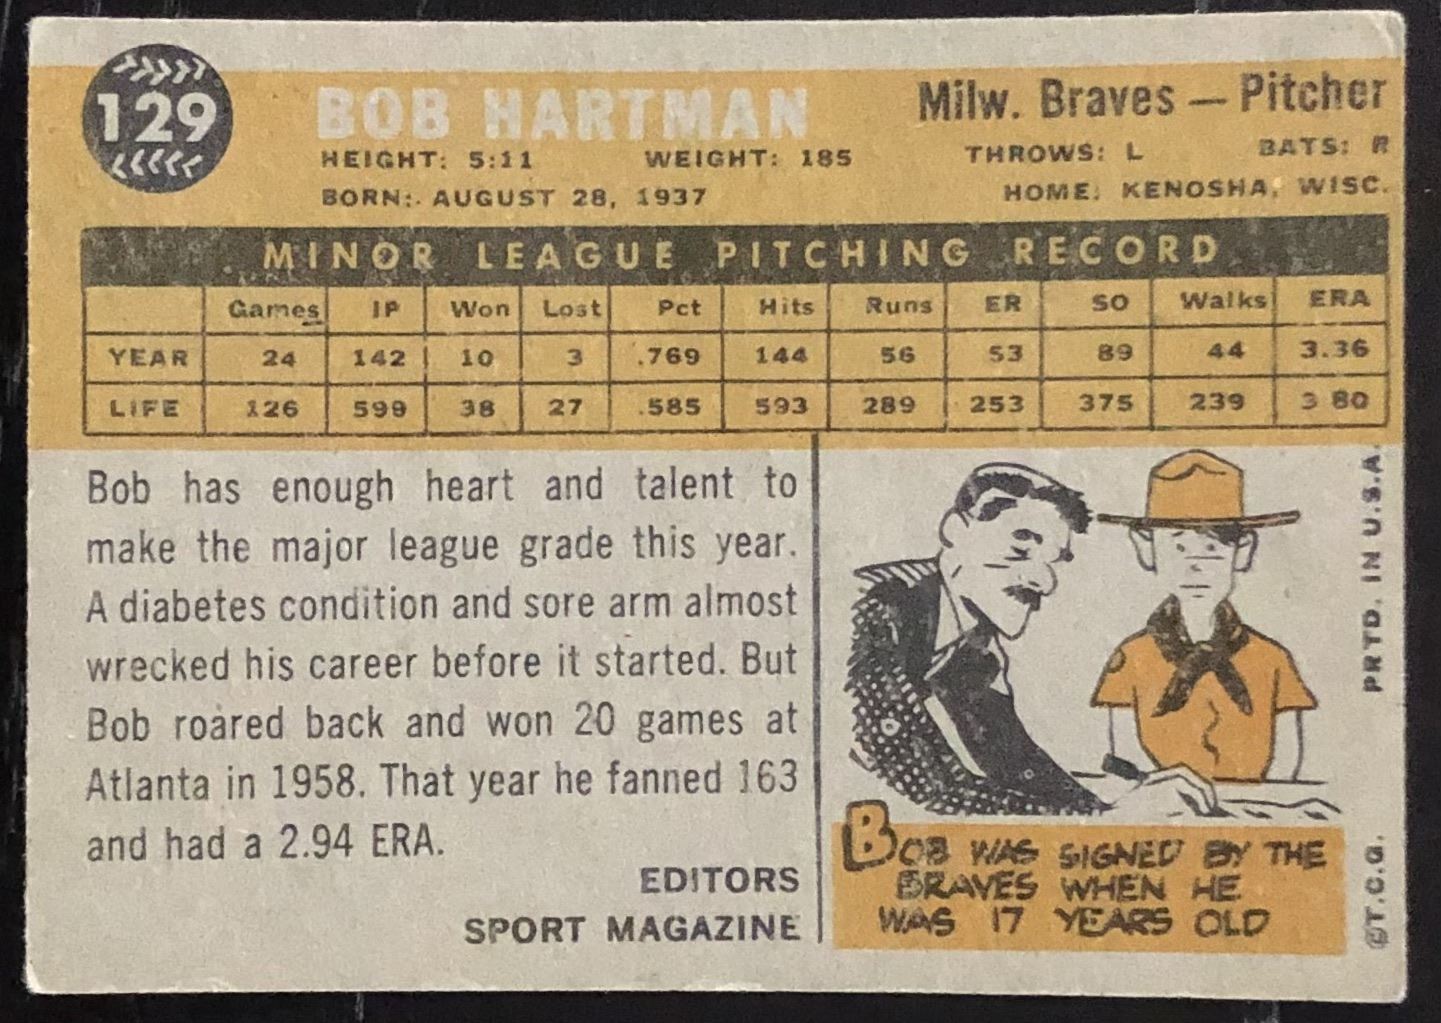 129
BOB HARTMAN
Milw. Braves — Pitcher
HEIGHT: 5:11 WEIGHT: 185 THROWS: L BATS: R
BORN: AUGUST 28, 1937 HOME: KENOSHA, WISC.
MINOR LEAGUE PITCHING RECORD
Games IP Won Lost Pct Hits Runs ER SO Walks ERA
YEAR 24 142 10 3 .769 144 56 53 89 44 3.36
LIFE 126 599 38 27 .585 593 289 253 375 239 3 80
Bob has enough heart and talent to
make the major league grade this year.
A diabetes condition and sore arm almost
wrecked his career before it started. But
Bob roared back and won 20 games at
Atlanta in 1958. That year he fanned 163
and had a 2.94 ERA.
EDITORS
SPORT MAGAZINE
BOB WAS SIGNED BY THE
BRAVES WHEN HE
WAS 17 YEARS OLD
©T.C.G. PRTD. IN U.S.A.